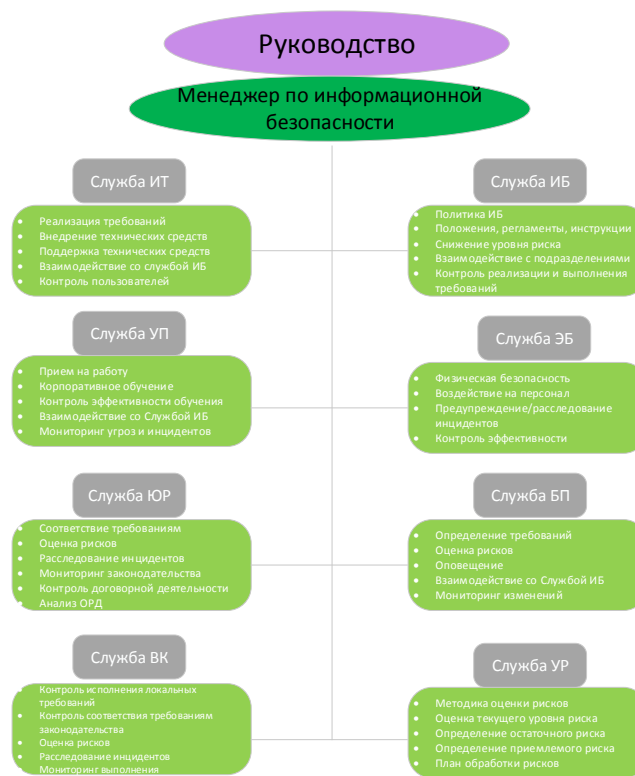 Руководство
Менеджер по информационной
безопасности
Служба ИТ
Реализация требований
Внедрение технических средств
Поддержка технических средств
Взаимодействие со службой ИБ
Контроль пользователей
Служба ИБ
Политика ИБ
Положения, регламенты, инструкции
Снижение уровня риска
Взаимодействие с подразделениями
Контроль реализации и выполнения
требований
Служба УП
Прием на работу
Корпоративное обучение
Контроль эффективности обучения
Взаимодействие со Службой ИБ
Мониторинг угроз и инцидентов
Служба ЭБ
Физическая безопасность
Воздействие на персонал
Предупреждение/расследование
инцидентов
Контроль эффективности
Служба ЮР
Соответствие требованиям
Оценка рисков
Расследование инцидентов
Мониторинг законодательства
Контроль договорной деятельности
Анализ ОРД
Служба БП
Определение требований
Оценка рисков
Оповещение
Взаимодействие со Службой ИБ
Мониторинг изменений
Служба ВК
Контроль исполнения локальных
требований
Контроль соответствия требованиям
законодательства
Оценка рисков
Расследование инцидентов
Мониторинг выполнения
Служба УР
Методика оценки рисков
Оценка текущего уровня риска
Определение остаточного риска
Определение приемлемого риска
План обработки рисков